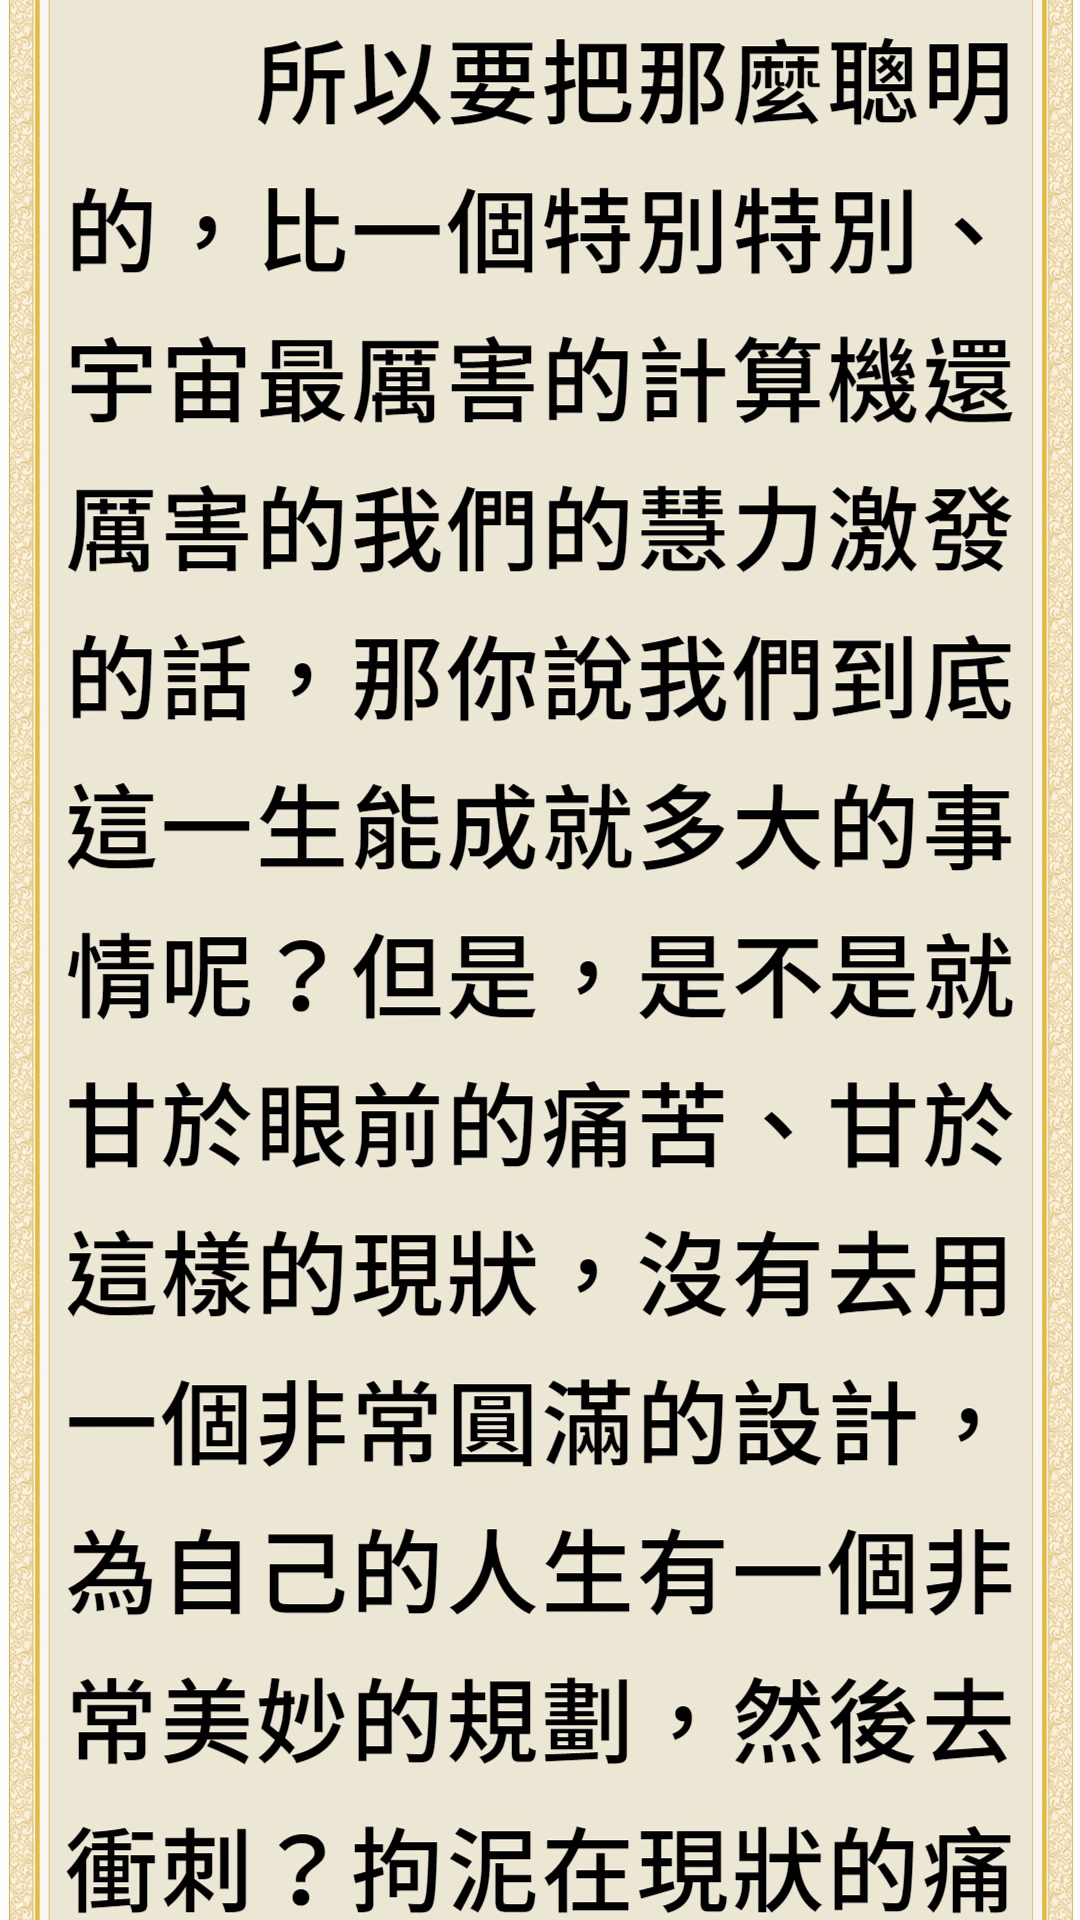 所以要把那麼聰明
的，比一個特別特別、
宇宙最厲害的計算機還
厲害的我們的慧力激發
的話，那你說我們到底
這一生能成就多大的事
情呢？但是，是不是就
甘於眼前的痛苦、甘於
這樣的現狀，沒有去用
一個非常圓滿的設計，
為自己的人生有一個非
常美妙的規劃，然後去
衝刺？拘泥在現狀的痛